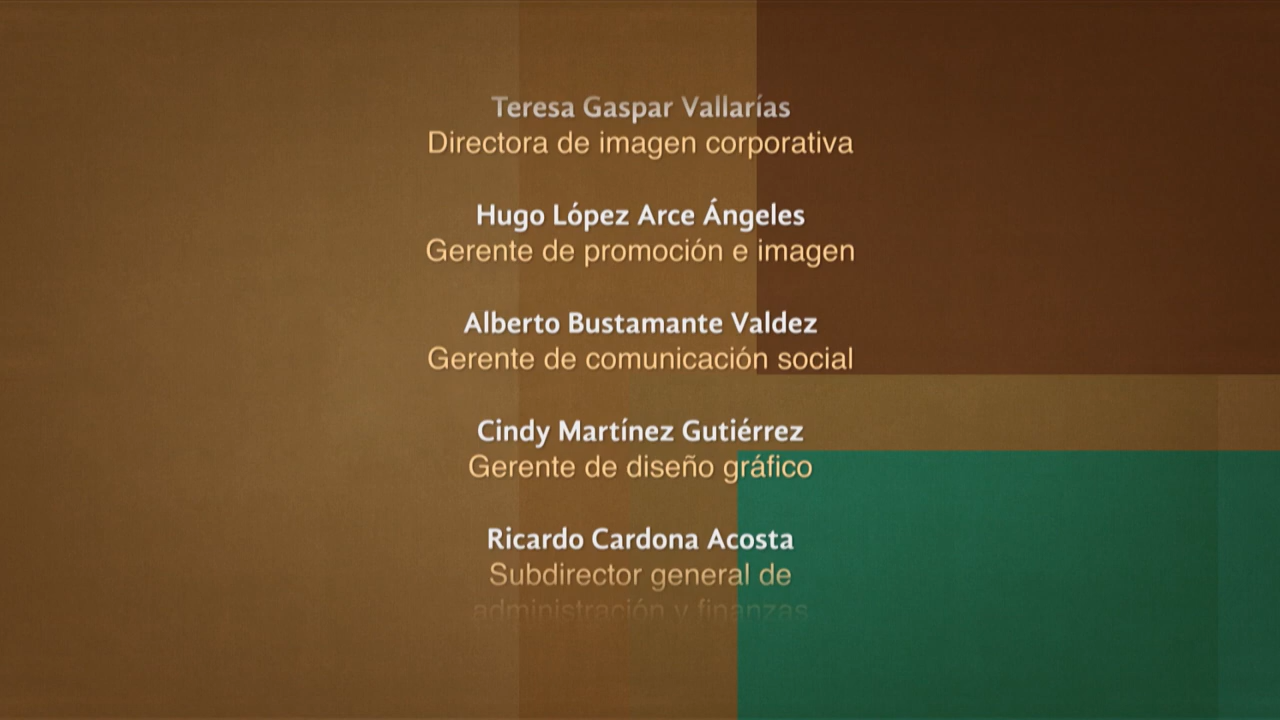 Teresa Gaspar Vallarías
Directora de imagen corporativa
Hugo López Arce Ángeles
Gerente de promoción e imagen
Alberto Bustamante Valdez
Gerente de comunicación social
Cindy Martínez Gutiérrez
Gerente de diseño gráfico
Ricardo Cardona Acosta
Subdirector general de
administración y finanzas